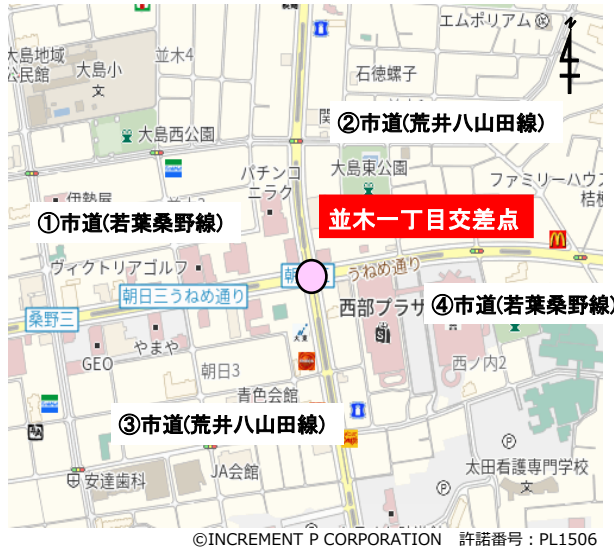 エムポリアム
大島地域
公民館
大島小
文
並木4
石徳螺子
②市道(荒井八山田線)
大島西公園
パチンコ
ニラク
大島東公園
ファミリーハウス
伊勢屋
①市道(若葉桑野線)
並木一丁目交差点
ヴィクトリアゴルフ
うねめ通り
朝日三うねめ通り
西部プラザ
④市道(若葉桑野線)
桑野三
GEO
やまや
朝日3
西ノ内2
青色会館
③市道(荒井八山田線)
JA会館
安達歯科
太田看護専門学校
文
©INCREMENT P CORPORATION 許諾番号:PL1506